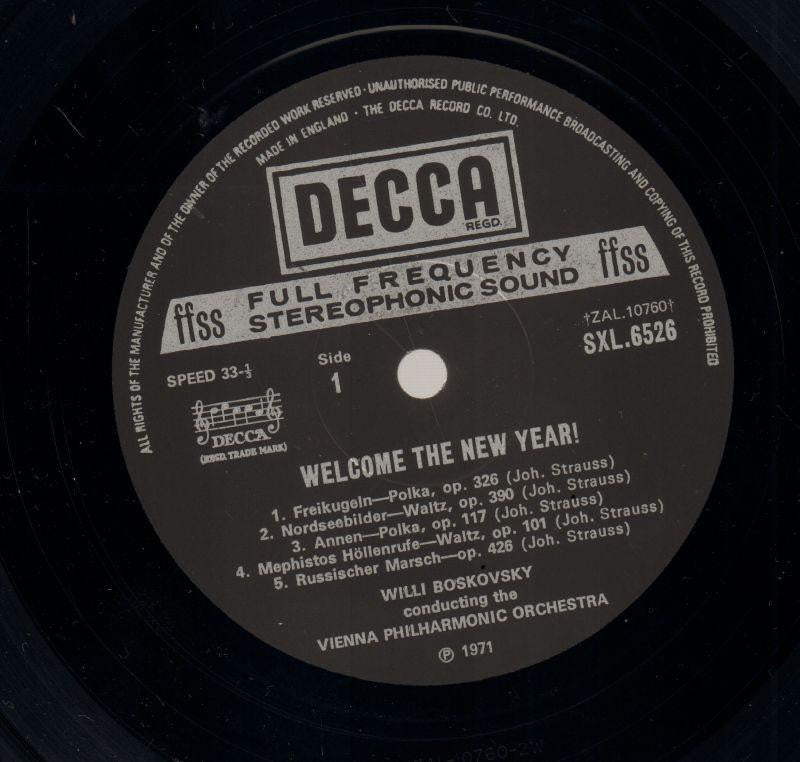 ALL RIGHTS OF THE MANUFACTURER AND OF THE OWNER OF THE RECORDED WORK RESERVED · UNAUTHORISED PUBLIC PERFORMANCE BROADCASTING AND COPYING OF THIS RECORD PROHIBITED
MADE IN ENGLAND · THE DECCA RECORD CO. LTD.
DECCA
REGD.
ffss FULL FREQUENCY ffss
STEREOPHONIC SOUND
†ZAL.10760†
SXL.6526
SPEED 33-⅓
Side
1
DECCA
(REGD. TRADE MARK)
WELCOME THE NEW YEAR!
1. Freikugeln—Polka, op. 326 (Joh. Strauss)
2. Nordseebilder—Waltz, op. 390 (Joh. Strauss)
3. Annen—Polka, op. 117 (Joh. Strauss)
4. Mephistos Höllenrufe—Waltz, op. 101 (Joh. Strauss)
5. Russischer Marsch—op. 426 (Joh. Strauss)
WILLI BOSKOVSKY
conducting the
VIENNA PHILHARMONIC ORCHESTRA
℗ 1971
10760-2W